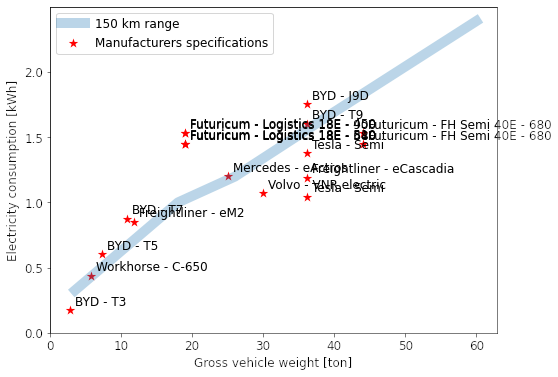 150 km range
Manufacturers specifications
2.0
1.5
1.0
0.5
0.0
0
10
20
30
40
50
60
Electricity consumption [kWh]
Gross vehicle weight [ton]
BYD - J9D
BYD - T9
Futuricum - Logistics 18E - 900
Futuricum - FH Semi 40E - 680
Futuricum - Logistics 18E - 680
Futuricum - FH Semi 40E - 680
Tesla - Semi
Mercedes - eActros
Freightliner - eCascadia
Volvo - VNR electric
Tesla - Semi
BYD - T7
Freightliner - eM2
BYD - T5
Workhorse - C-650
BYD - T3